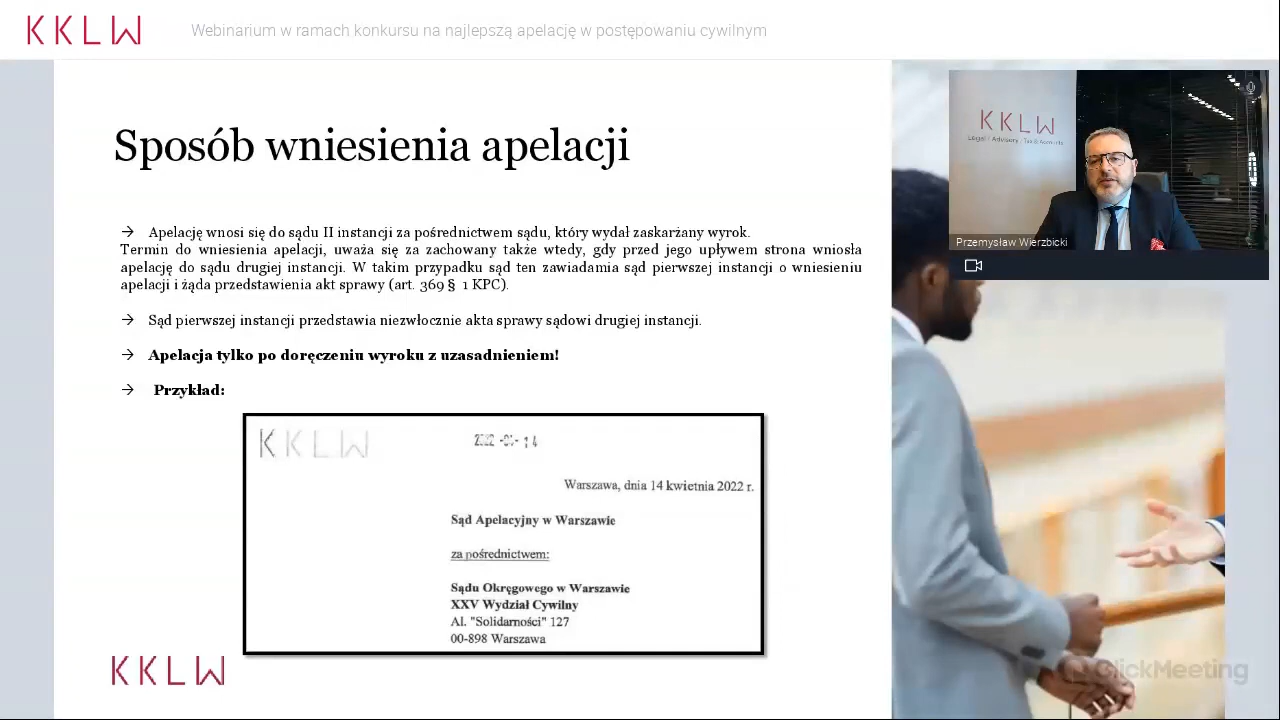 KKLW
Webinarium w ramach konkursu na najlepszą apelację w postępowaniu cywilnym
Sposób wniesienia apelacji
→ Apelację wnosi się do sądu II instancji za pośrednictwem sądu, który wydał zaskarżany wyrok.
Termin do wniesienia apelacji, uważa się za zachowany także wtedy, gdy przed jego upływem strona wniosła
apelację do sądu drugiej instancji. W takim przypadku sąd ten zawiadamia sąd pierwszej instancji o wniesieniu
apelacji i żąda przedstawienia akt sprawy (art. 369 § 1 KPC).
→ Sąd pierwszej instancji przedstawia niezwłocznie akta sprawy sądowi drugiej instancji.
→ Apelacja tylko po doręczeniu wyroku z uzasadnieniem!
→ Przykład:
KKLW
Warszawa, dnia 14 kwietnia 2022 r.
Sąd Apelacyjny w Warszawie
za pośrednictwem:
Sądu Okręgowego w Warszawie
XXV Wydział Cywilny
Al. "Solidarności" 127
00-898 Warszawa
KKLW
KKLW
Legal | Advisory | Tax & Accounts
Przemysław Wierzbicki
ClickMeeting